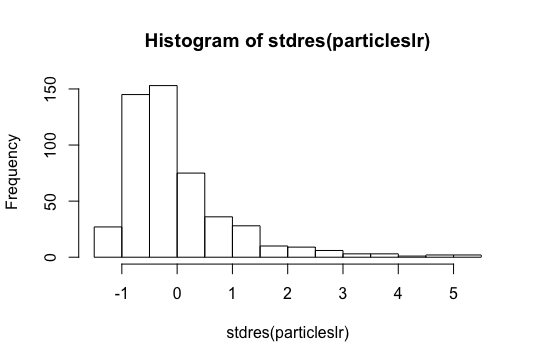 Histogram of stdres(particleslr)
Frequency
150
100
50
0
-1 0 1 2 3 4 5
stdres(particleslr)